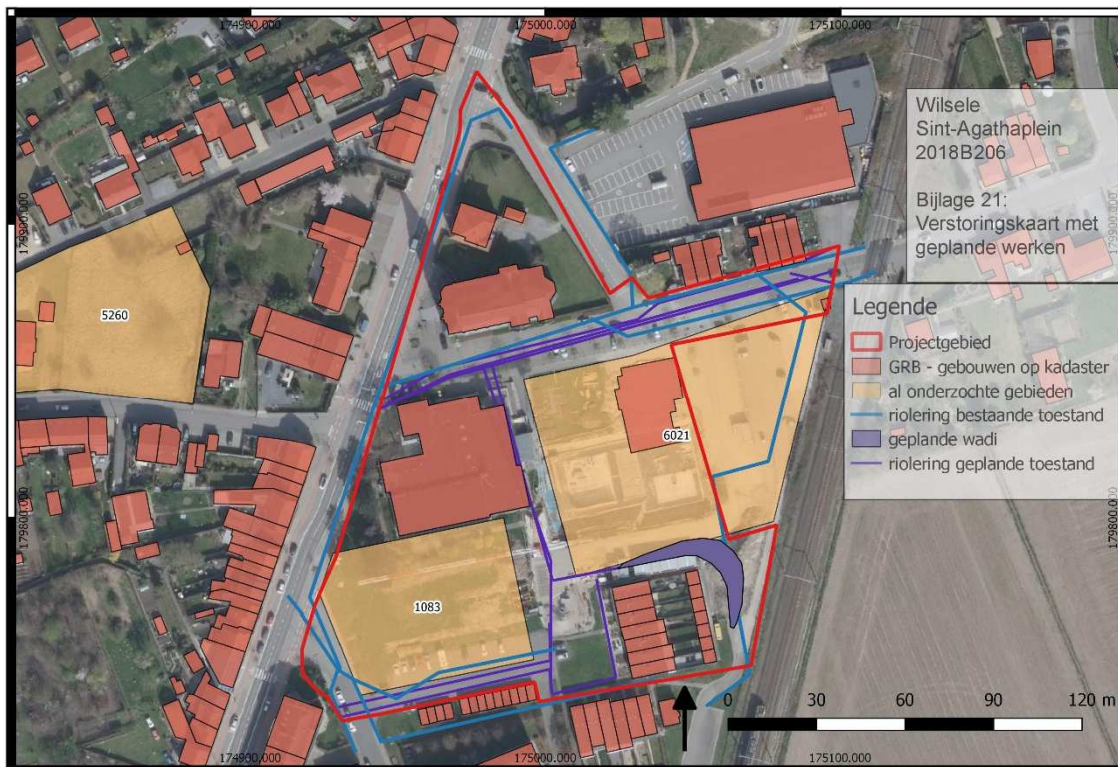 174900.000
175000.000
175100.000
179900.000
179900.000
Wilsele
Sint-Agathaplein
2018B206
Bijlage 21:
Verstoringskaart met
geplande werken
Legende
Projectgebied
GRB - gebouwen op kadaster
al onderzochte gebieden
riolering bestaande toestand
geplande wadi
riolering geplande toestand
5260
6021
1083
179800.000
179800.000
0 30 60 90 120 m
174900.000
175000.000
175100.000